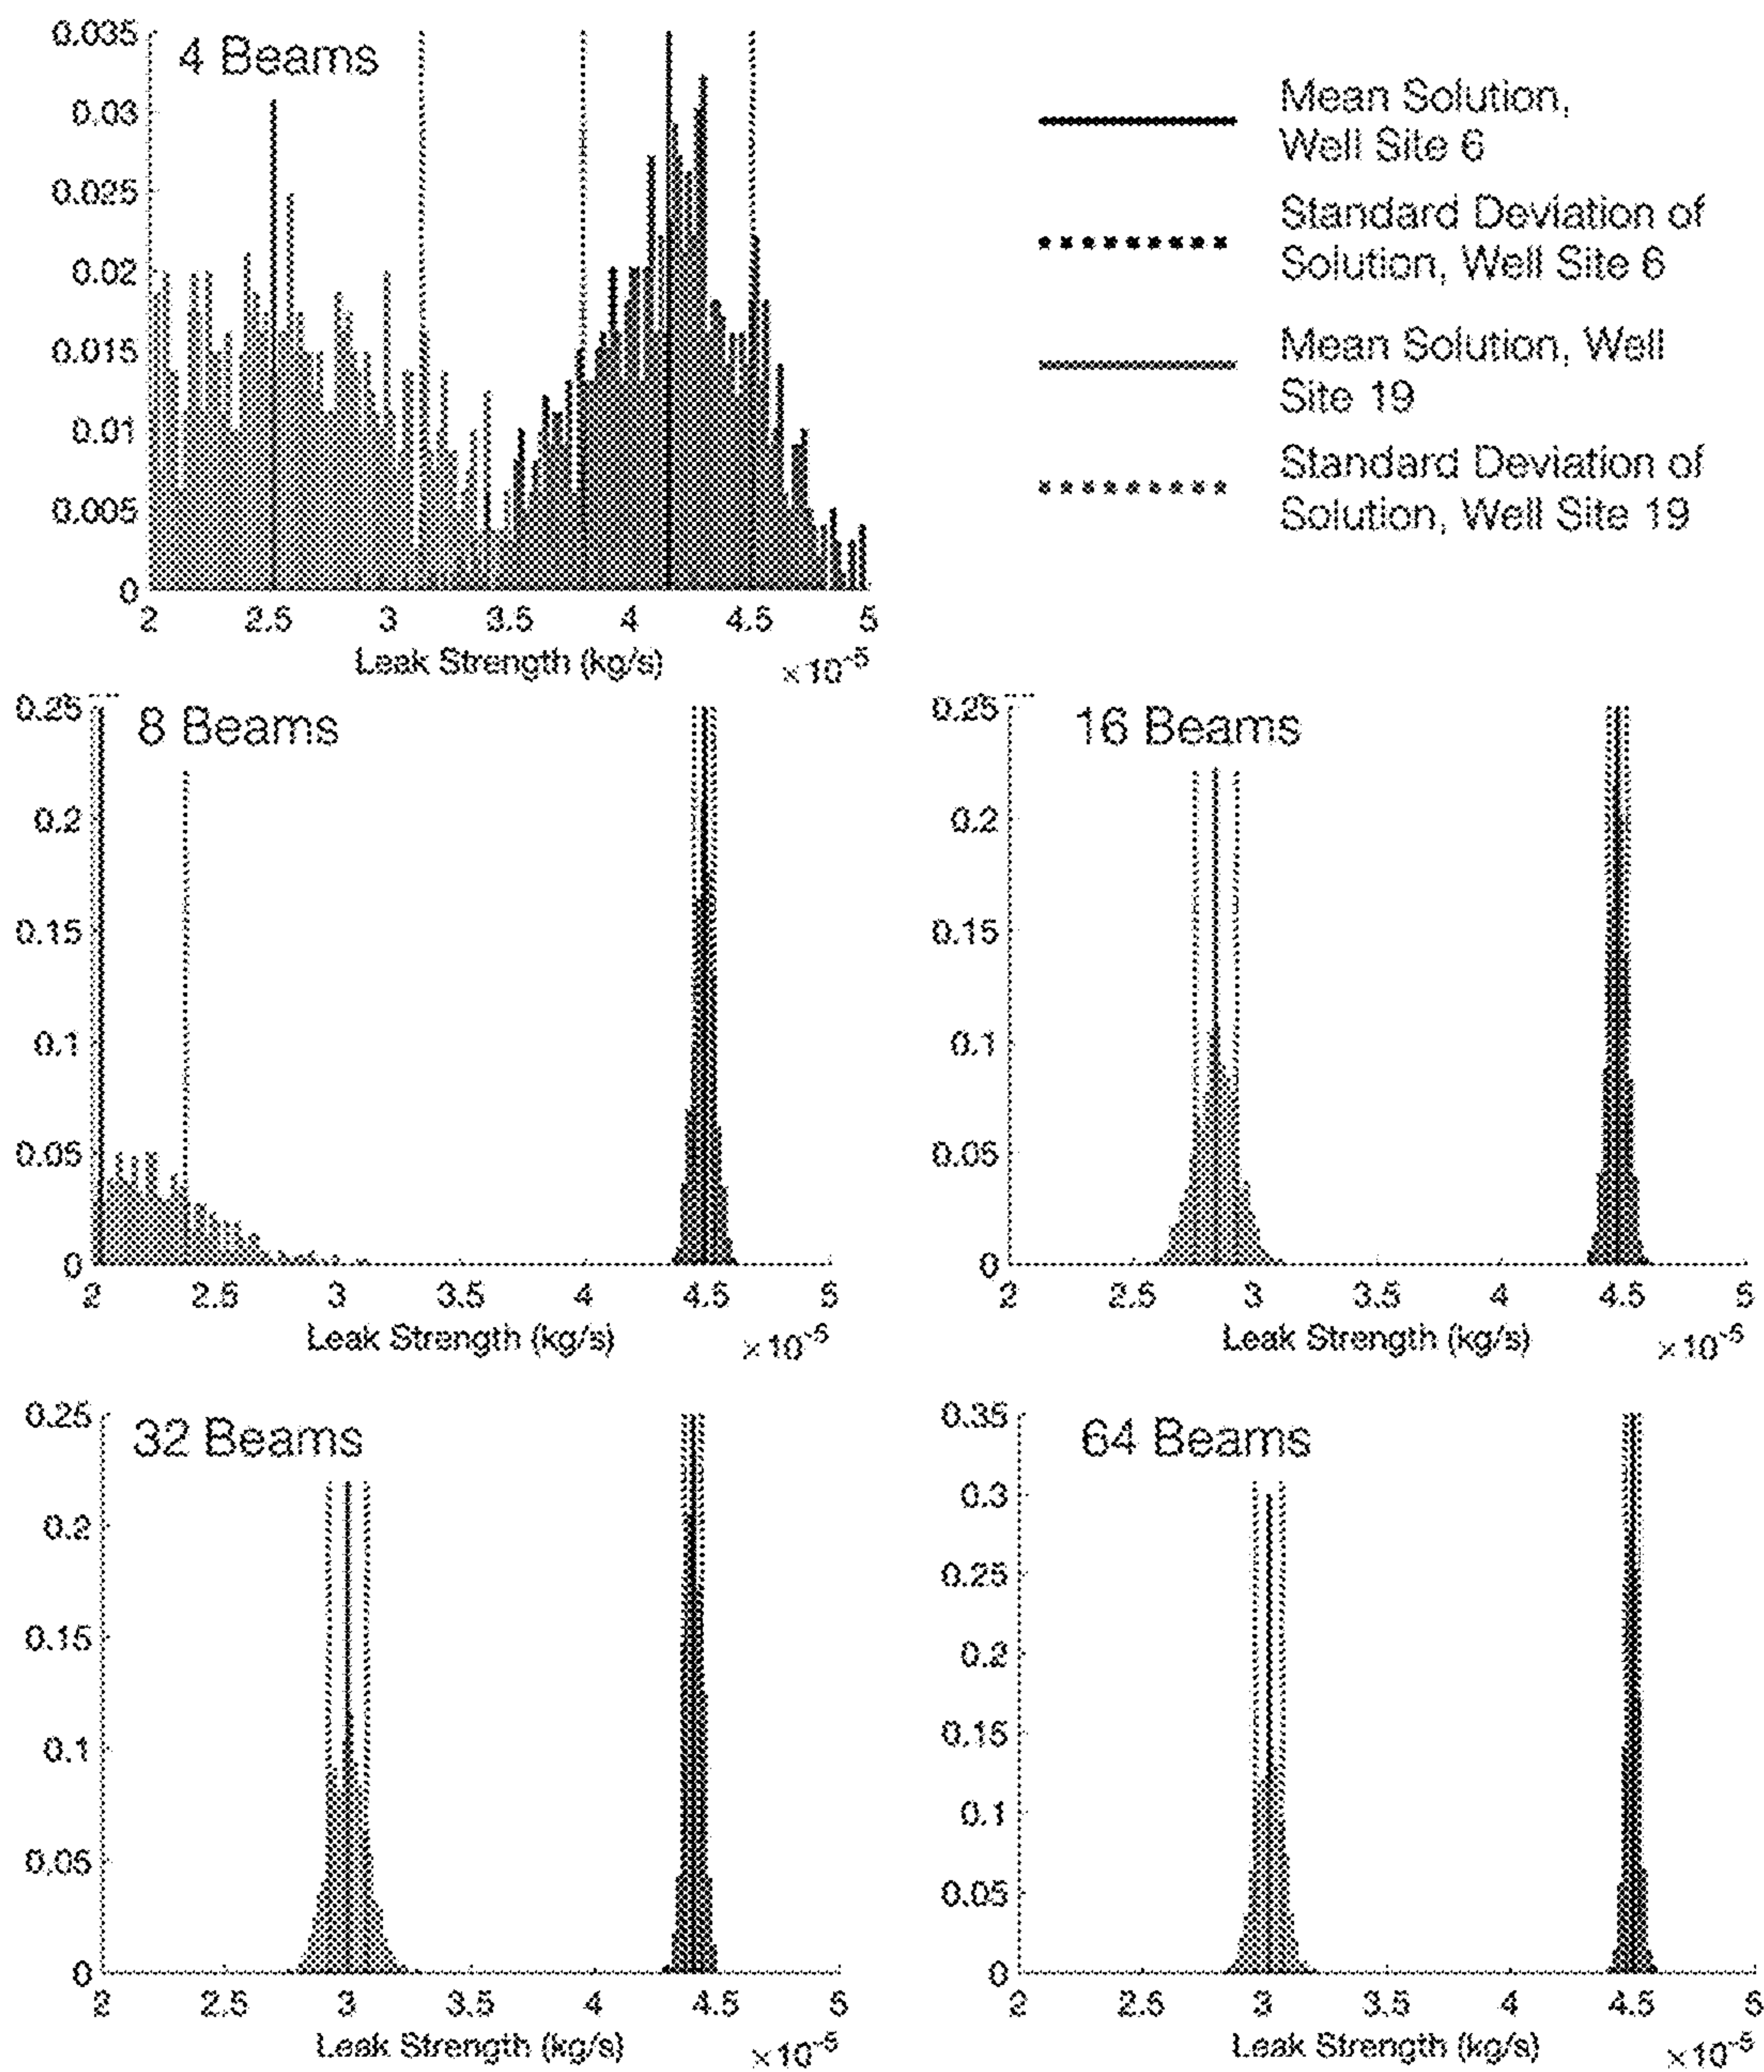 4 Beams
0.035
0.03
0.025
0.02
0.015
0.01
0.005
0
2 2.5 3 3.5 4 4.5 5
Leak Strength (kg/s)
×10-5
Mean Solution,
Well Site 6
Standard Deviation of
Solution, Well Site 6
Mean Solution, Well
Site 19
Standard Deviation of
Solution, Well Site 19
8 Beams
0.25
0.2
0.15
0.1
0.05
0
2 2.5 3 3.5 4 4.5 5
Leak Strength (kg/s)
×10-5
16 Beams
0.25
0.2
0.15
0.1
0.05
0
2 2.5 3 3.5 4 4.5 5
Leak Strength (kg/s)
×10-5
32 Beams
0.25
0.2
0.15
0.1
0.05
0
2 2.5 3 3.5 4 4.5 5
Leak Strength (kg/s)
×10-5
64 Beams
0.35
0.3
0.25
0.2
0.15
0.1
0.05
0
2 2.5 3 3.5 4 4.5 5
Leak Strength (kg/s)
×10-5